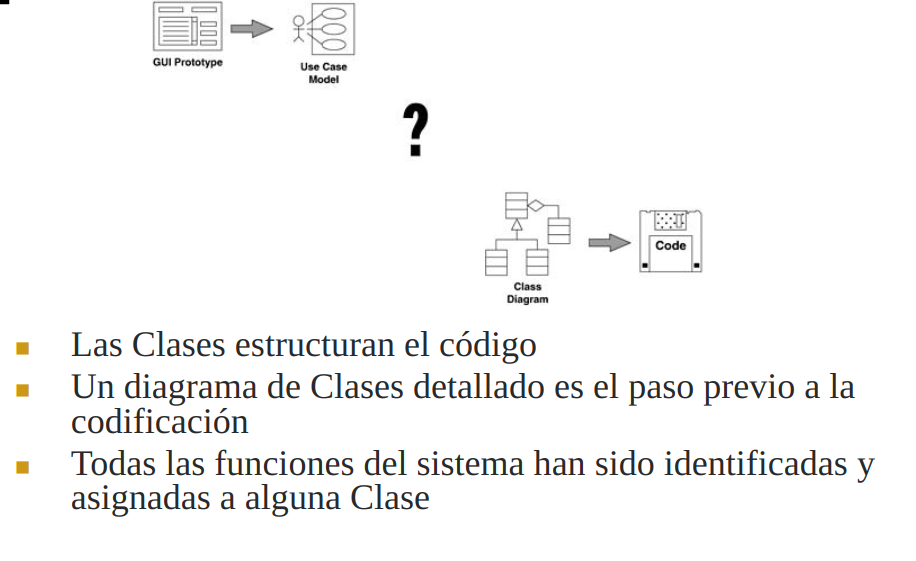 GUI Prototype
Use Case
Model
?
Class
Diagram
Code
Las Clases estructuran el código
Un diagrama de Clases detallado es el paso previo a la
codificación
Todas las funciones del sistema han sido identificadas y
asignadas a alguna Clase